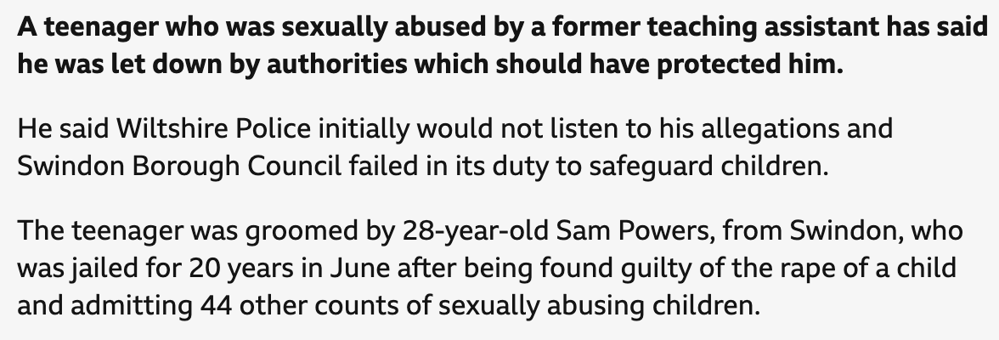 A teenager who was sexually abused by a former teaching assistant has said
he was let down by authorities which should have protected him.
He said Wiltshire Police initially would not listen to his allegations and
Swindon Borough Council failed in its duty to safeguard children.
The teenager was groomed by 28-year-old Sam Powers, from Swindon, who
was jailed for 20 years in June after being found guilty of the rape of a child
and admitting 44 other counts of sexually abusing children.